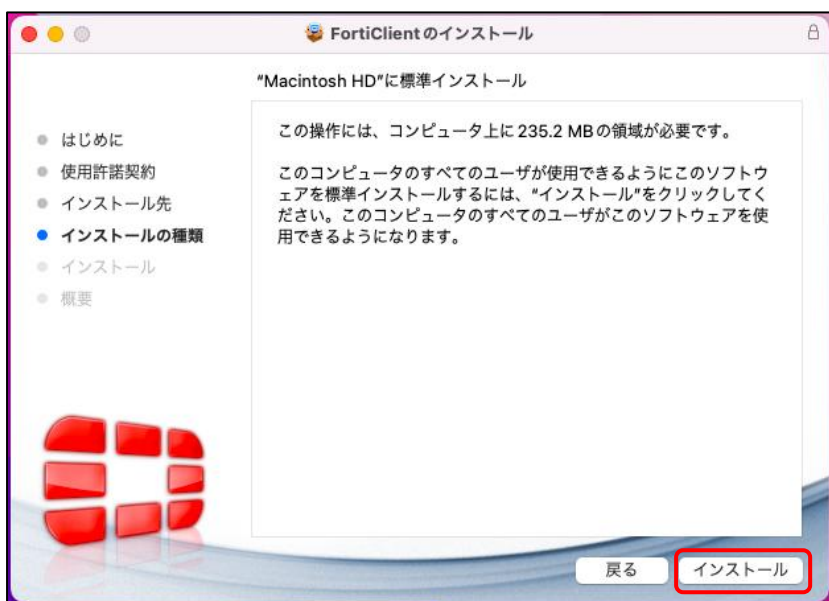 FortiClientのインストール
“Macintosh HD”に標準インストール
はじめに
使用許諾契約
インストール先
インストールの種類
インストール
概要
この操作には、コンピュータ上に235.2 MBの領域が必要です。
このコンピュータのすべてのユーザが使用できるようにこのソフトウ
ェアを標準インストールするには、“インストール”をクリックしてく
ださい。このコンピュータのすべてのユーザがこのソフトウェアを使
用できるようになります。
戻る
インストール